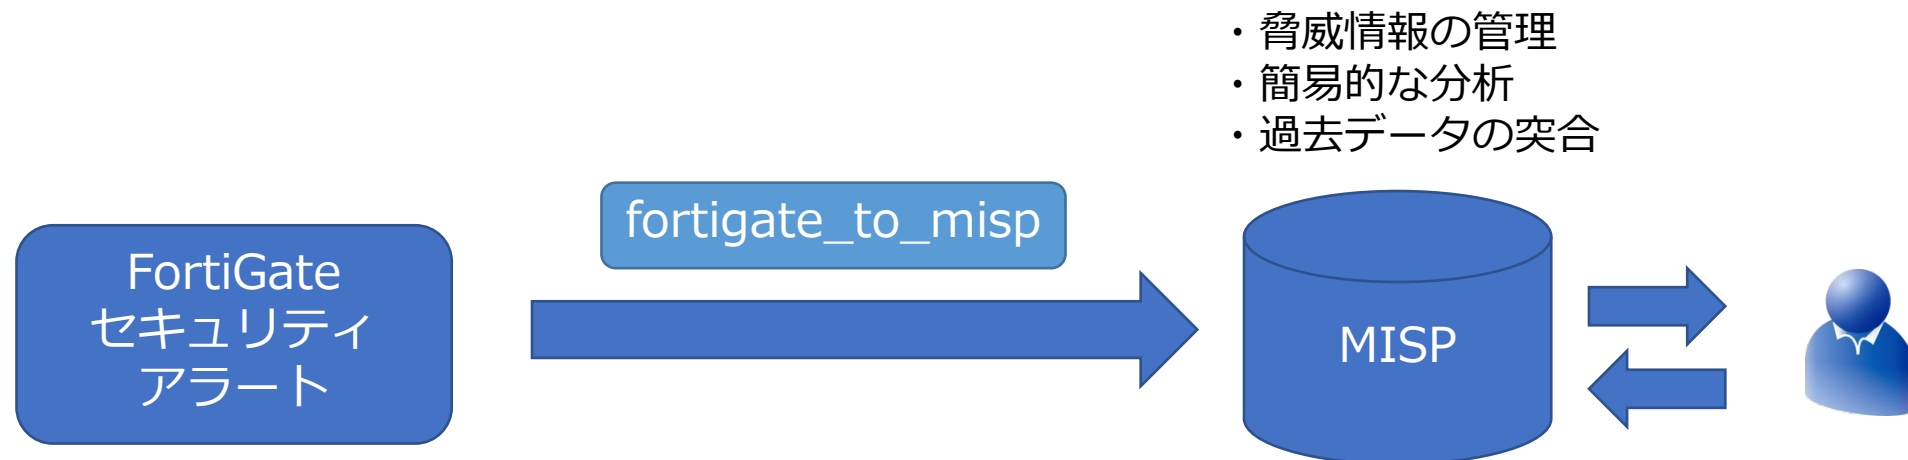 ・脅威情報の管理
・簡易的な分析
・過去データの突合
fortigate_to_misp
FortiGate
セキュリティ
アラート
MISP